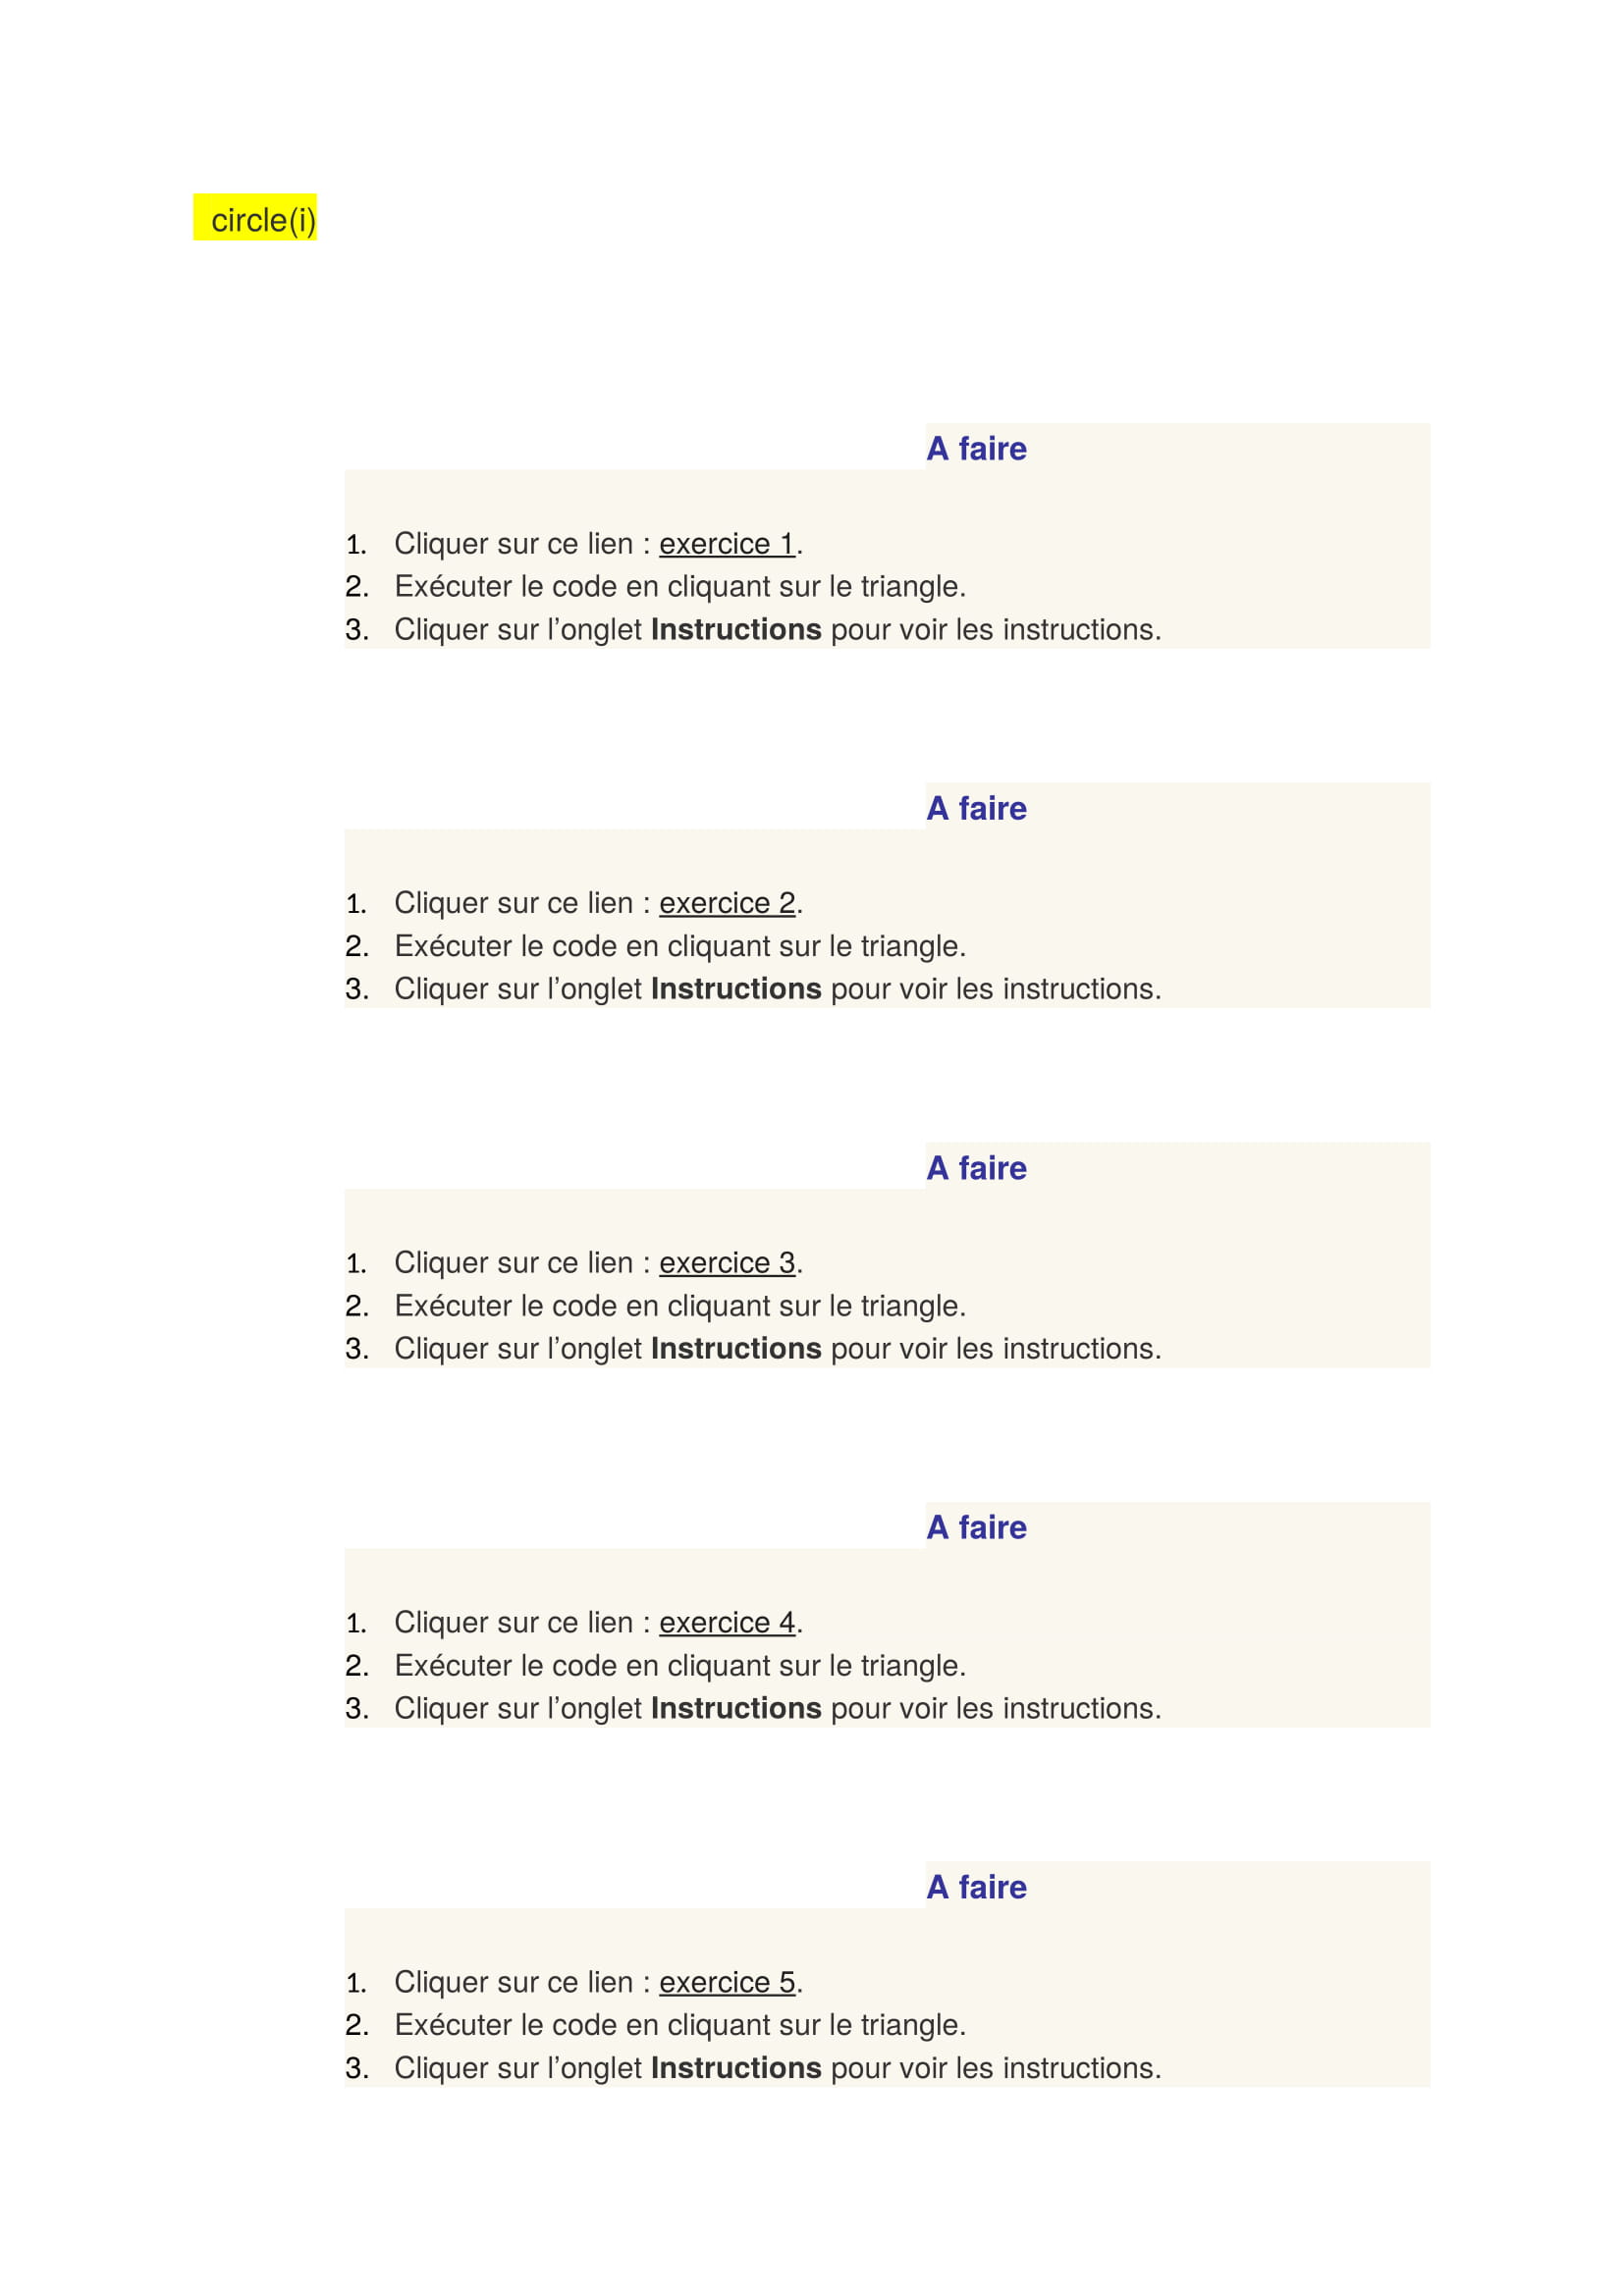 circle(i)
A faire
1. Cliquer sur ce lien : exercice 1.
2. Exécuter le code en cliquant sur le triangle.
3. Cliquer sur l’onglet Instructions pour voir les instructions.
A faire
1. Cliquer sur ce lien : exercice 2.
2. Exécuter le code en cliquant sur le triangle.
3. Cliquer sur l’onglet Instructions pour voir les instructions.
A faire
1. Cliquer sur ce lien : exercice 3.
2. Exécuter le code en cliquant sur le triangle.
3. Cliquer sur l’onglet Instructions pour voir les instructions.
A faire
1. Cliquer sur ce lien : exercice 4.
2. Exécuter le code en cliquant sur le triangle.
3. Cliquer sur l’onglet Instructions pour voir les instructions.
A faire
1. Cliquer sur ce lien : exercice 5.
2. Exécuter le code en cliquant sur le triangle.
3. Cliquer sur l’onglet Instructions pour voir les instructions.